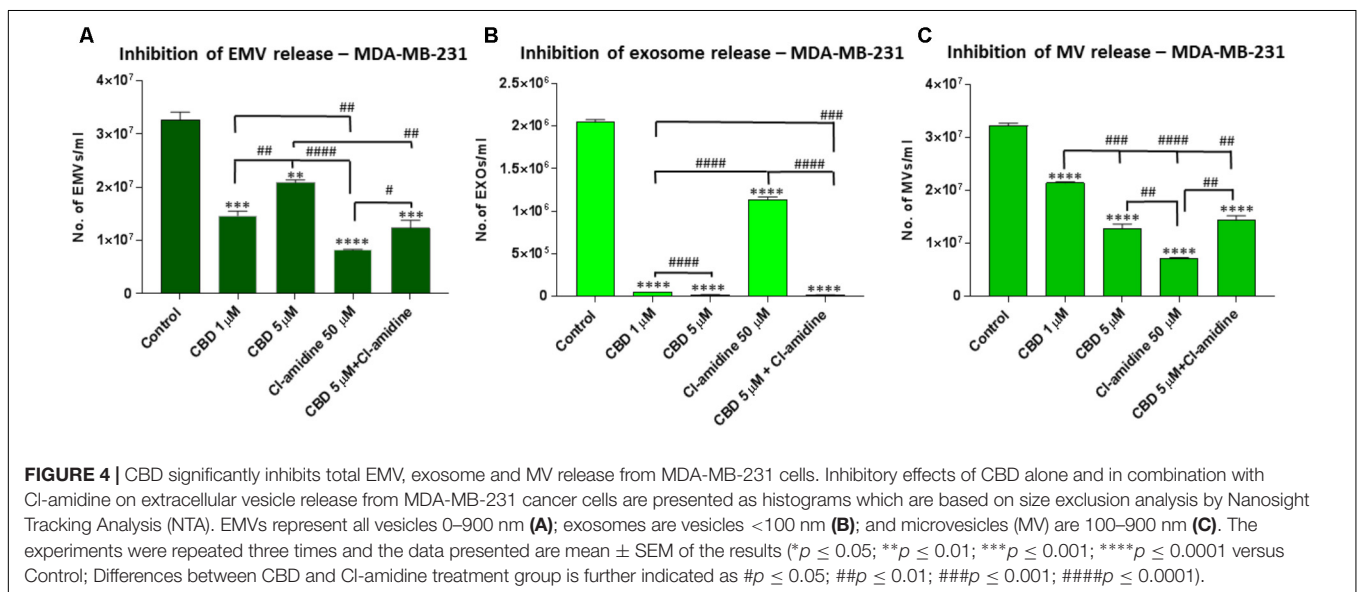 A
Inhibition of EMV release – MDA-MB-231
No. of EMVs/ml
4×10⁷
3×10⁷
2×10⁷
1×10⁷
0
##
##
##
####
#
***
**
****
***
Control
CBD 1 µM
CBD 5 µM
Cl-amidine 50 µM
CBD 5 µM+Cl-amidine
B
Inhibition of exosome release – MDA-MB-231
No. of EXOs/ml
2.5×10⁶
2×10⁶
1.5×10⁶
1×10⁶
5×10⁵
0
###
####
####
####
****
****
****
****
Control
CBD 1 µM
CBD 5 µM
Cl-amidine 50 µM
CBD 5 µM + Cl-amidine
C
Inhibition of MV release – MDA-MB-231
No. of MVs/ml
4×10⁷
3×10⁷
2×10⁷
1×10⁷
0
###
####
##
##
##
****
****
****
****
Control
CBD 1 µM
CBD 5 µM
Cl-amidine 50 µM
CBD 5 µM+Cl-amidine
FIGURE 4 | CBD significantly inhibits total EMV, exosome and MV release from MDA-MB-231 cells. Inhibitory effects of CBD alone and in combination with
Cl-amidine on extracellular vesicle release from MDA-MB-231 cancer cells are presented as histograms which are based on size exclusion analysis by Nanosight
Tracking Analysis (NTA). EMVs represent all vesicles 0–900 nm (A); exosomes are vesicles <100 nm (B); and microvesicles (MV) are 100–900 nm (C). The
experiments were repeated three times and the data presented are mean ± SEM of the results (*p ≤ 0.05; **p ≤ 0.01; ***p ≤ 0.001; ****p ≤ 0.0001 versus
Control; Differences between CBD and Cl-amidine treatment group is further indicated as #p ≤ 0.05; ##p ≤ 0.01; ###p ≤ 0.001; ####p ≤ 0.0001).